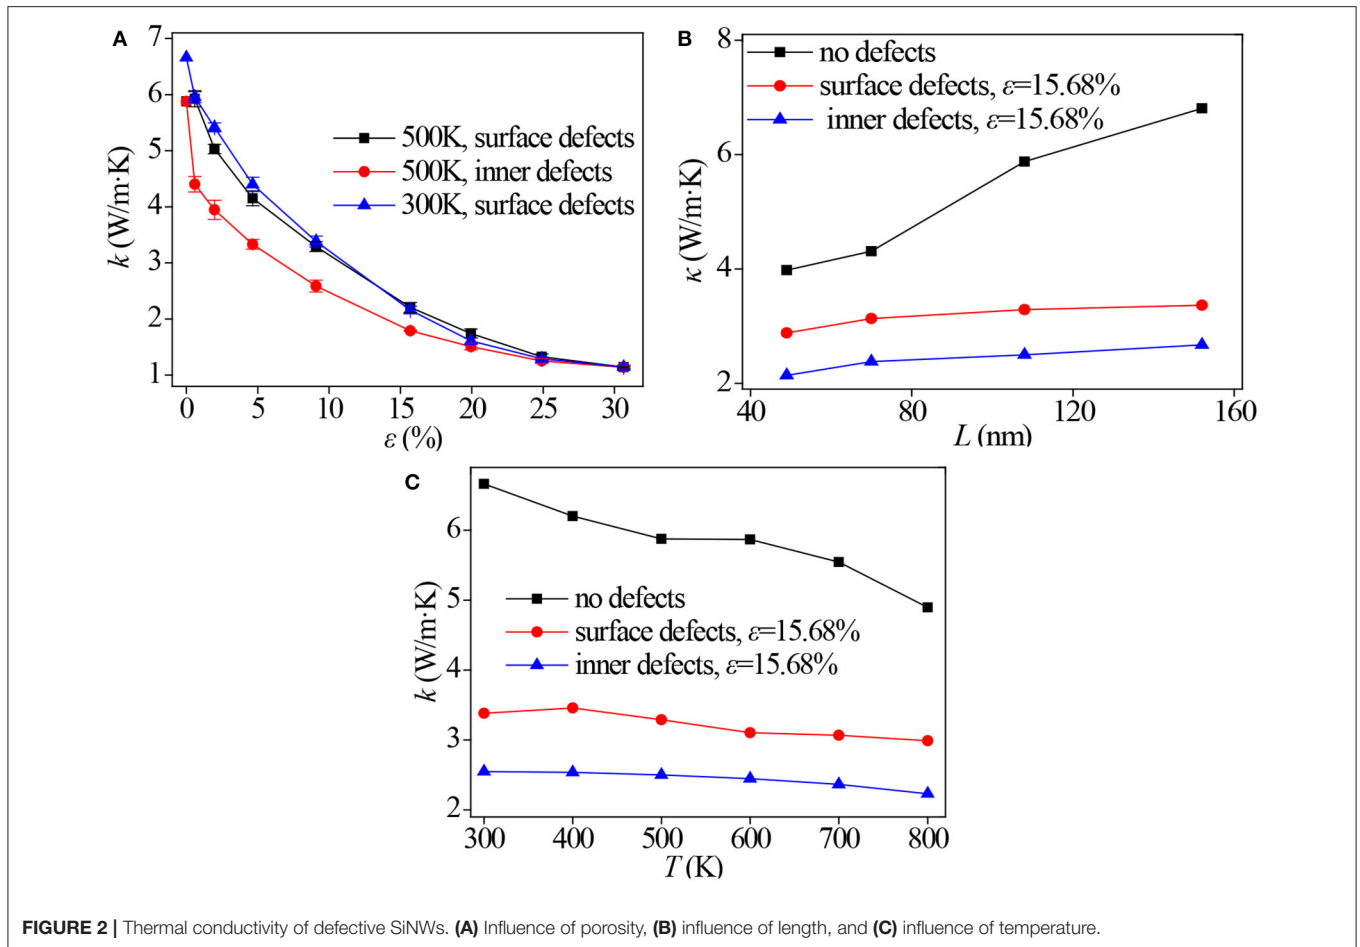 A
7
6
5
4
3
2
1
k (W/m·K)
500K, surface defects
500K, inner defects
300K, surface defects
0 5 10 15 20 25 30
ε (%)
B
8
6
4
2
κ (W/m·K)
no defects
surface defects, ε=15.68%
inner defects, ε=15.68%
40 80 120 160
L (nm)
C
6
5
4
3
2
k (W/m·K)
no defects
surface defects, ε=15.68%
inner defects, ε=15.68%
300 400 500 600 700 800
T (K)
FIGURE 2 | Thermal conductivity of defective SiNWs. (A) Influence of porosity, (B) influence of length, and (C) influence of temperature.